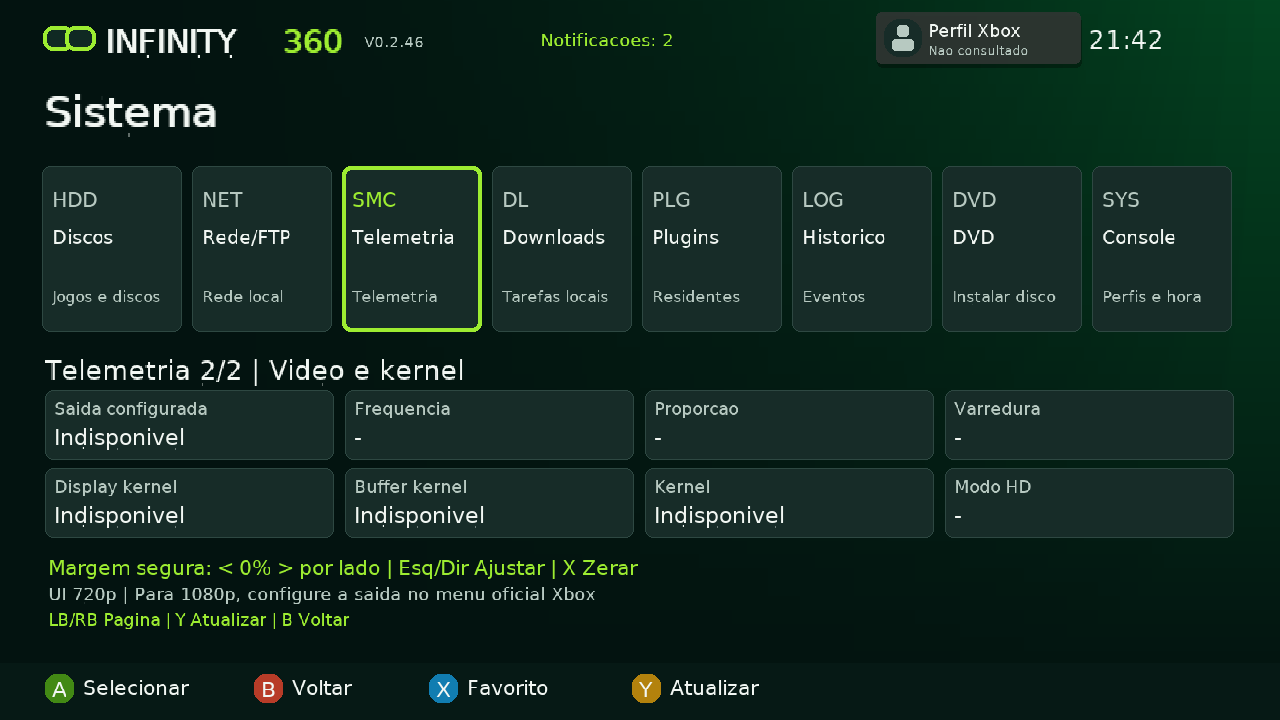 INFINITY 360 V0.2.46 Notificacoes: 2 Perfil Xbox 21:42
Nao consultado
Sistema
HDD NET SMC DL PLG LOG DVD SYS
Discos Rede/FTP Telemetria Downloads Plugins Historico DVD Console
Jogos e discos Rede local Telemetria Tarefas locais Residentes Eventos Instalar disco Perfis e hora
Telemetria 2/2 | Video e kernel
Saida configurada Frequencia Proporcao Varredura
Indisponivel - - -
Display kernel Buffer kernel Kernel Modo HD
Indisponivel Indisponivel Indisponivel -
Margem segura: < 0% > por lado | Esq/Dir Ajustar | X Zerar
UI 720p | Para 1080p, configure a saida no menu oficial Xbox
LB/RB Pagina | Y Atualizar | B Voltar
A Selecionar B Voltar X Favorito Y Atualizar